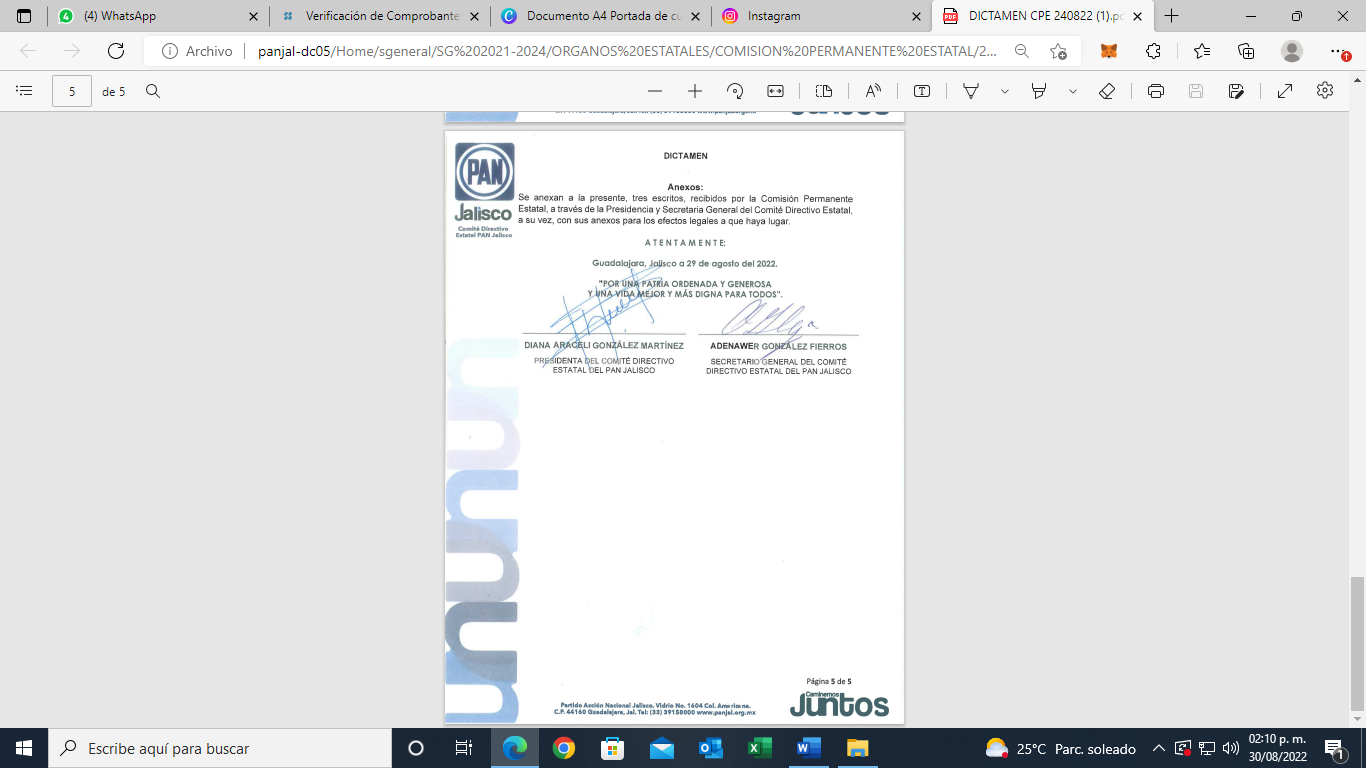 (4) WhatsApp
Verificación de Comprobante
Documento A4 Portada de cu
Instagram
DICTAMEN CPE 240822 (1).pd
Archivo
panjal-dc05/Home/sgeneral/SG%202021-2024/ORGANOS%20ESTATALES/COMISION%20PERMANENTE%20ESTATAL/2...
5
de 5
Juntos
PAN
Jalisco
Comité Directivo
Estatal PAN Jalisco
DICTAMEN
Anexos:
Se anexan a la presente, tres escritos, recibidos por la Comisión Permanente
Estatal, a través de la Presidencia y Secretaria General del Comité Directivo Estatal,
a su vez, con sus anexos para los efectos legales a que haya lugar.
A T E N T A M E N T E:
Guadalajara, Jalisco a 29 de agosto del 2022.
"POR UNA PATRIA ORDENADA Y GENEROSA
Y UNA VIDA MEJOR Y MÁS DIGNA PARA TODOS".
DIANA ARACELI GONZÁLEZ MARTÍNEZ
PRESIDENTA DEL COMITÉ DIRECTIVO
ESTATAL DEL PAN JALISCO
ADENAWER GONZÁLEZ FIERROS
SECRETARIO GENERAL DEL COMITÉ
DIRECTIVO ESTATAL DEL PAN JALISCO
Página 5 de 5
Partido Acción Nacional Jalisco. Vidrio No. 1604 Col. Americana.
C.P. 44160 Guadalajara, Jal. Tel: (33) 39158000 www.panjal.org.mx
Caminemos
Juntos
Escribe aquí para buscar
25°C Parc. soleado
02:10 p. m.
30/08/2022
1